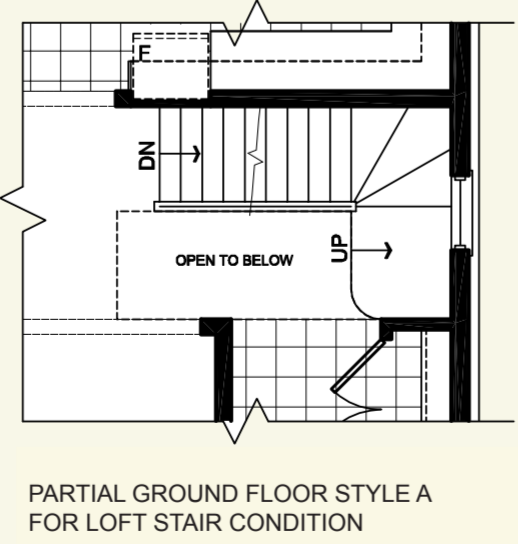 F
DN
UP
OPEN TO BELOW
PARTIAL GROUND FLOOR STYLE A
FOR LOFT STAIR CONDITION